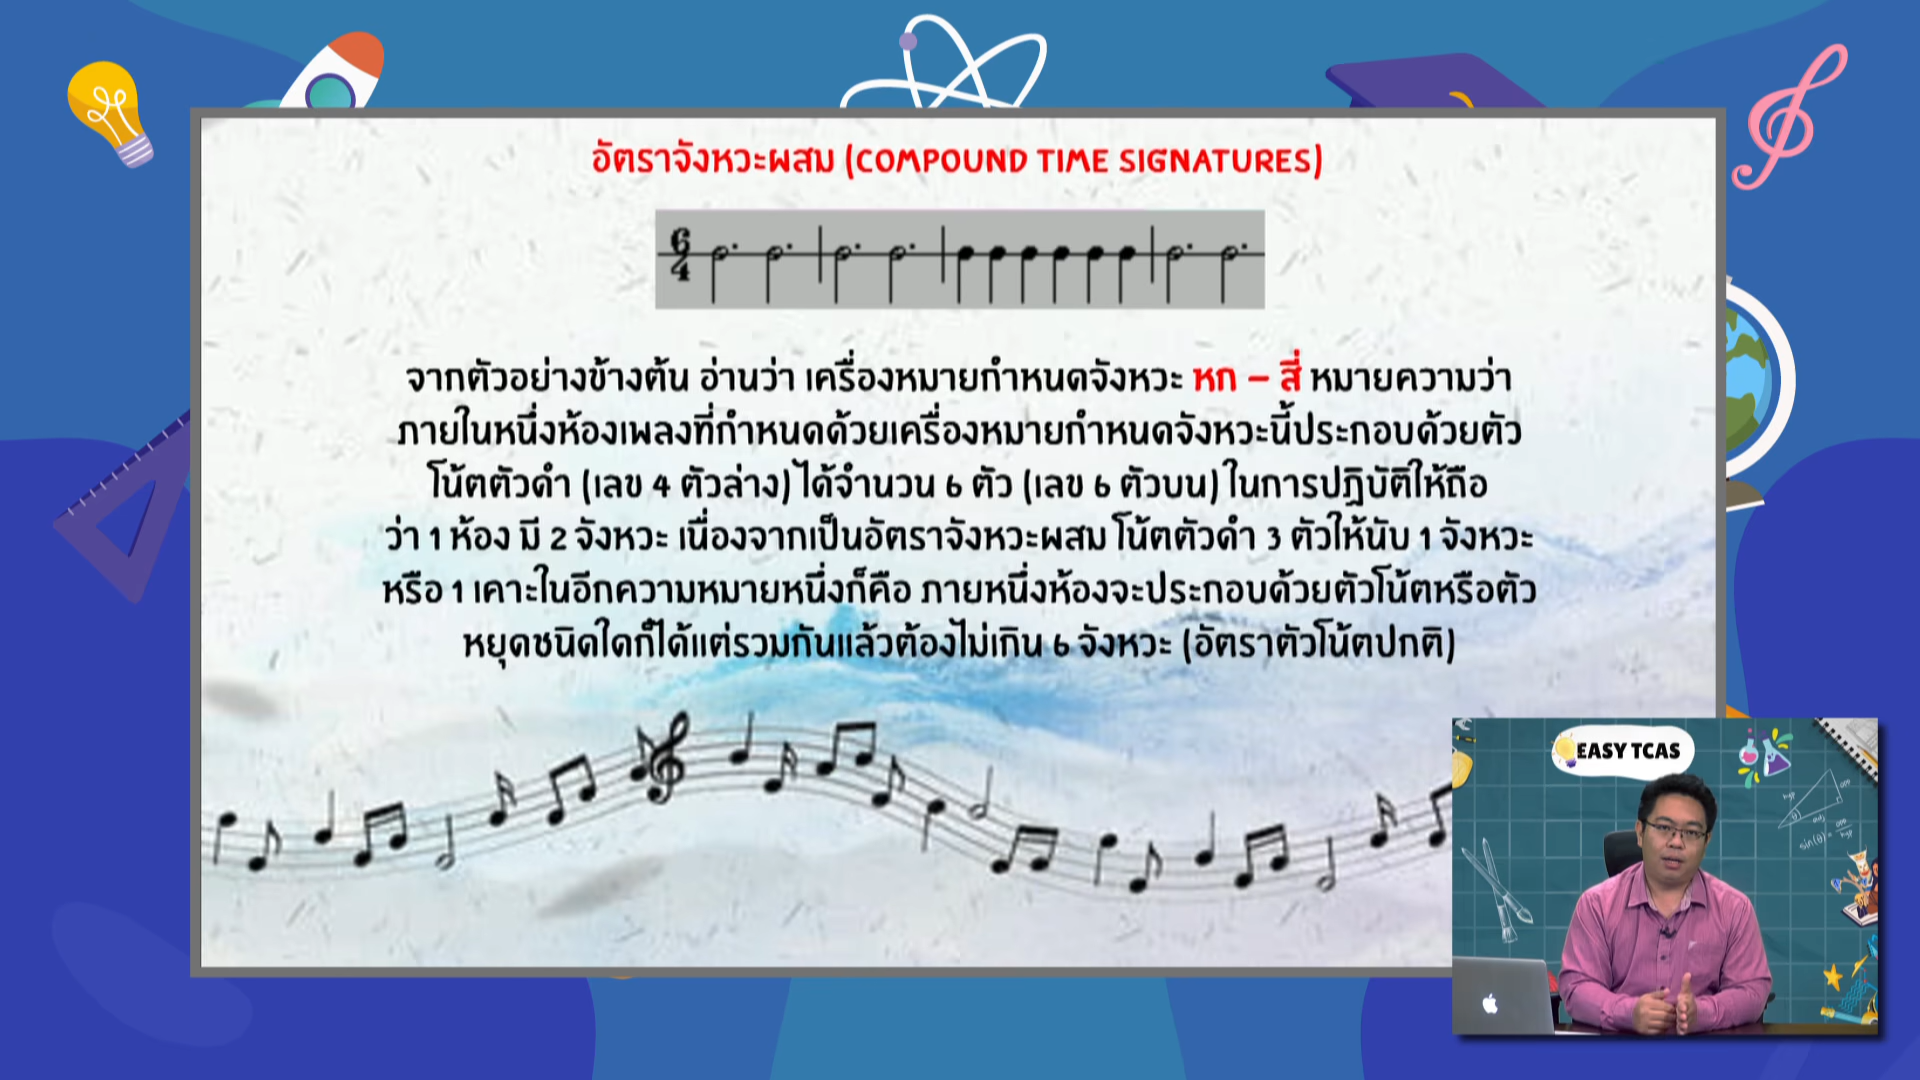 อัตราจังหวะผสม (COMPOUND TIME SIGNATURES)
6
4
จากตัวอย่างข้างต้น อ่านว่า เครื่องหมายกำหนดจังหวะ หก – สี่ หมายความว่า
ภายในหนึ่งห้องเพลงที่กำหนดด้วยเครื่องหมายกำหนดจังหวะนี้ประกอบด้วยตัว
โน้ตตัวดำ (เลข 4 ตัวล่าง) ได้จำนวน 6 ตัว (เลข 6 ตัวบน) ในการปฏิบัติให้ถือ
ว่า 1 ห้อง มี 2 จังหวะ เนื่องจากเป็นอัตราจังหวะผสม โน้ตตัวดำ 3 ตัวให้นับ 1 จังหวะ
หรือ 1 เคาะในอีกความหมายหนึ่งก็คือ ภายหนึ่งห้องจะประกอบด้วยตัวโน้ตหรือตัว
หยุดชนิดใดก็ได้แต่รวมกันแล้วต้องไม่เกิน 6 จังหวะ (อัตราตัวโน้ตปกติ)
EASY TCAS